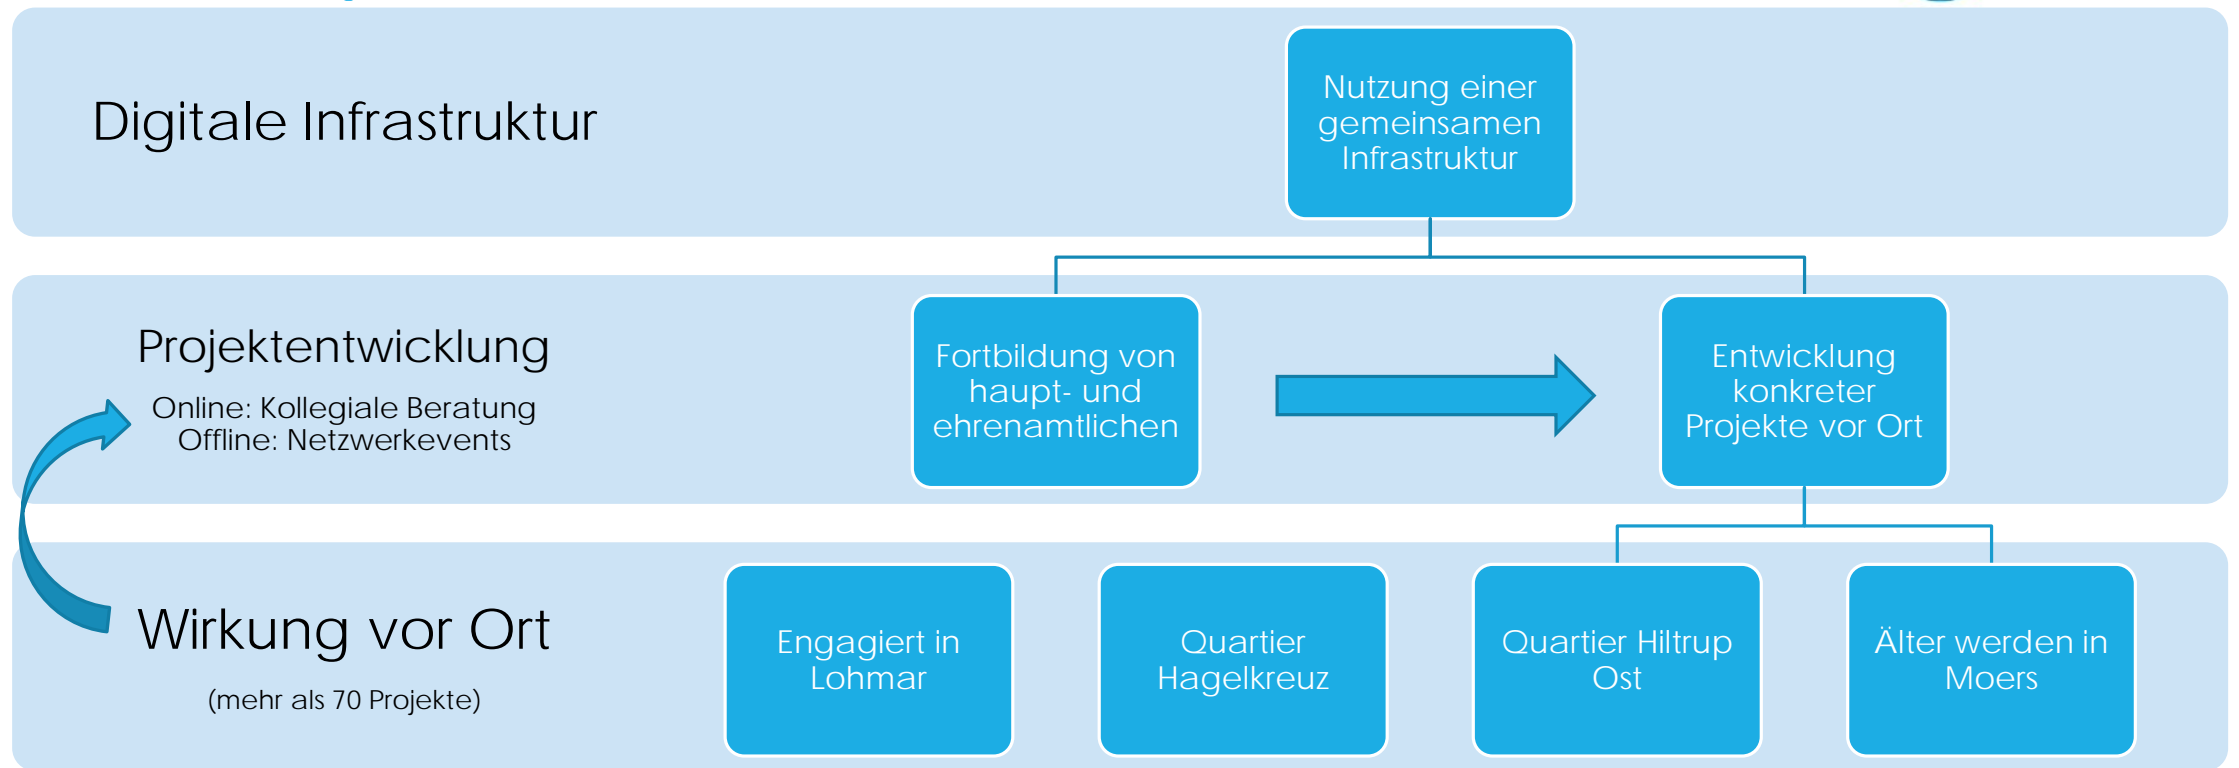 Digitale Infrastruktur
Nutzung einer
gemeinsamen
Infrastruktur
Projektentwicklung
Online: Kollegiale Beratung
Offline: Netzwerkevents
Fortbildung von
haupt- und
ehrenamtlichen
Entwicklung
konkreter
Projekte vor Ort
Wirkung vor Ort
(mehr als 70 Projekte)
Engagiert in
Lohmar
Quartier
Hagelkreuz
Quartier Hiltrup
Ost
Älter werden in
Moers